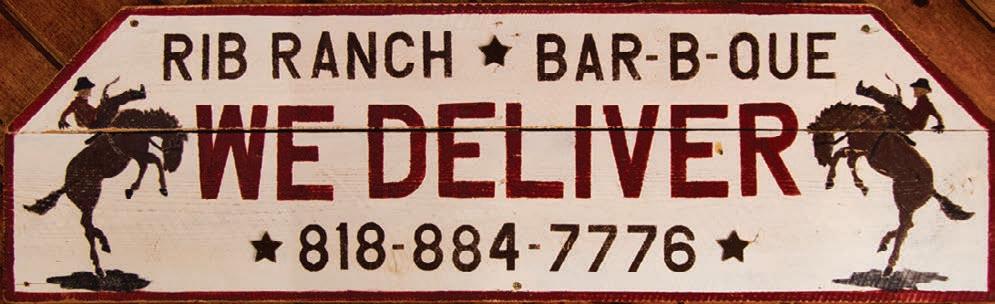 RIB RANCH ★ BAR-B-QUE
WE DELIVER
★ 818-884-7776 ★